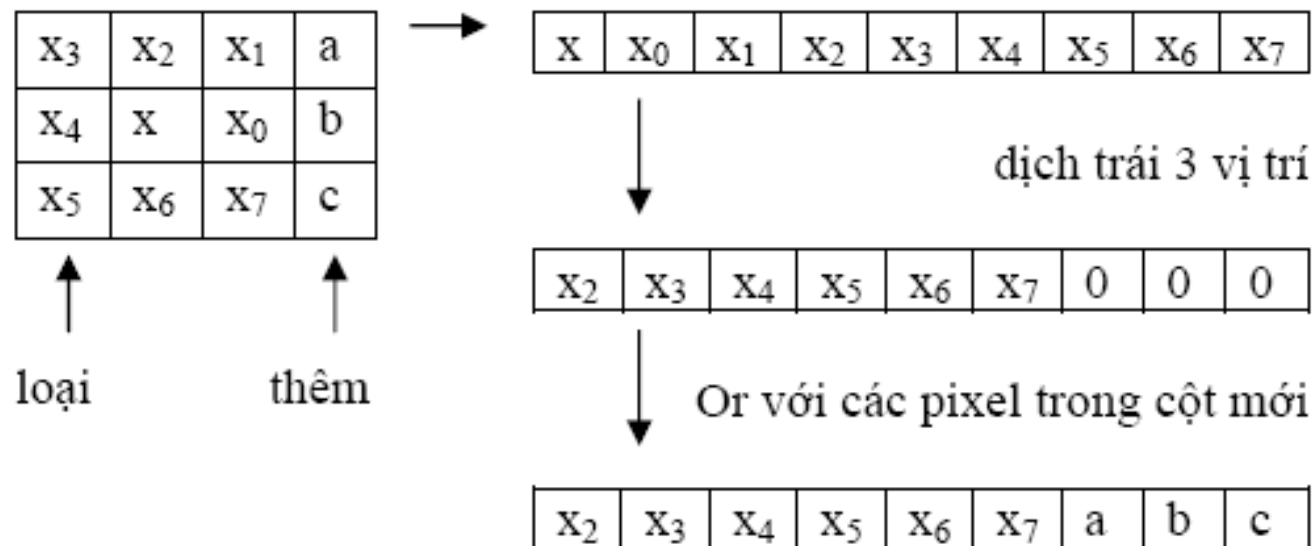 x₃ x₂ x₁ a
x₄ x x₀ b
x₅ x₆ x₇ c
loại thêm
x x₀ x₁ x₂ x₃ x₄ x₅ x₆ x₇
dịch trái 3 vị trí
x₂ x₃ x₄ x₅ x₆ x₇ 0 0 0
Or với các pixel trong cột mới
x₂ x₃ x₄ x₅ x₆ x₇ a b c